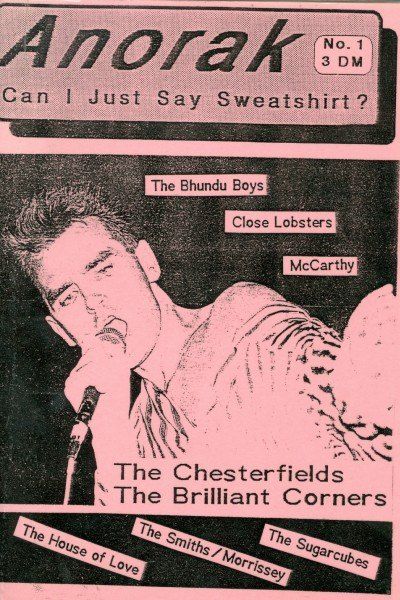 Anorak
No. 1
3 DM
Can I Just Say Sweatshirt?
The Bhundu Boys
Close Lobsters
McCarthy
The Chesterfields
The Brilliant Corners
The House of Love
The Smiths/Morrissey
The Sugarcubes